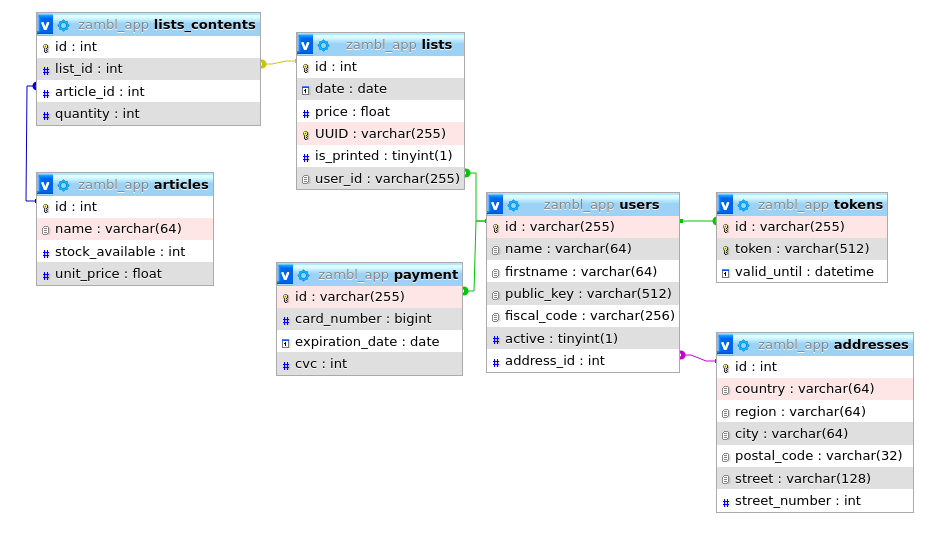 zambl_app lists_contents
id : int
list_id : int
article_id : int
quantity : int
zambl_app lists
id : int
date : date
price : float
UUID : varchar(255)
is_printed : tinyint(1)
user_id : varchar(255)
zambl_app articles
id : int
name : varchar(64)
stock_available : int
unit_price : float
zambl_app users
id : varchar(255)
name : varchar(64)
firstname : varchar(64)
public_key : varchar(512)
fiscal_code : varchar(256)
active : tinyint(1)
address_id : int
zambl_app tokens
id : varchar(255)
token : varchar(512)
valid_until : datetime
zambl_app payment
id : varchar(255)
card_number : bigint
expiration_date : date
cvc : int
zambl_app addresses
id : int
country : varchar(64)
region : varchar(64)
city : varchar(64)
postal_code : varchar(32)
street : varchar(128)
street_number : int